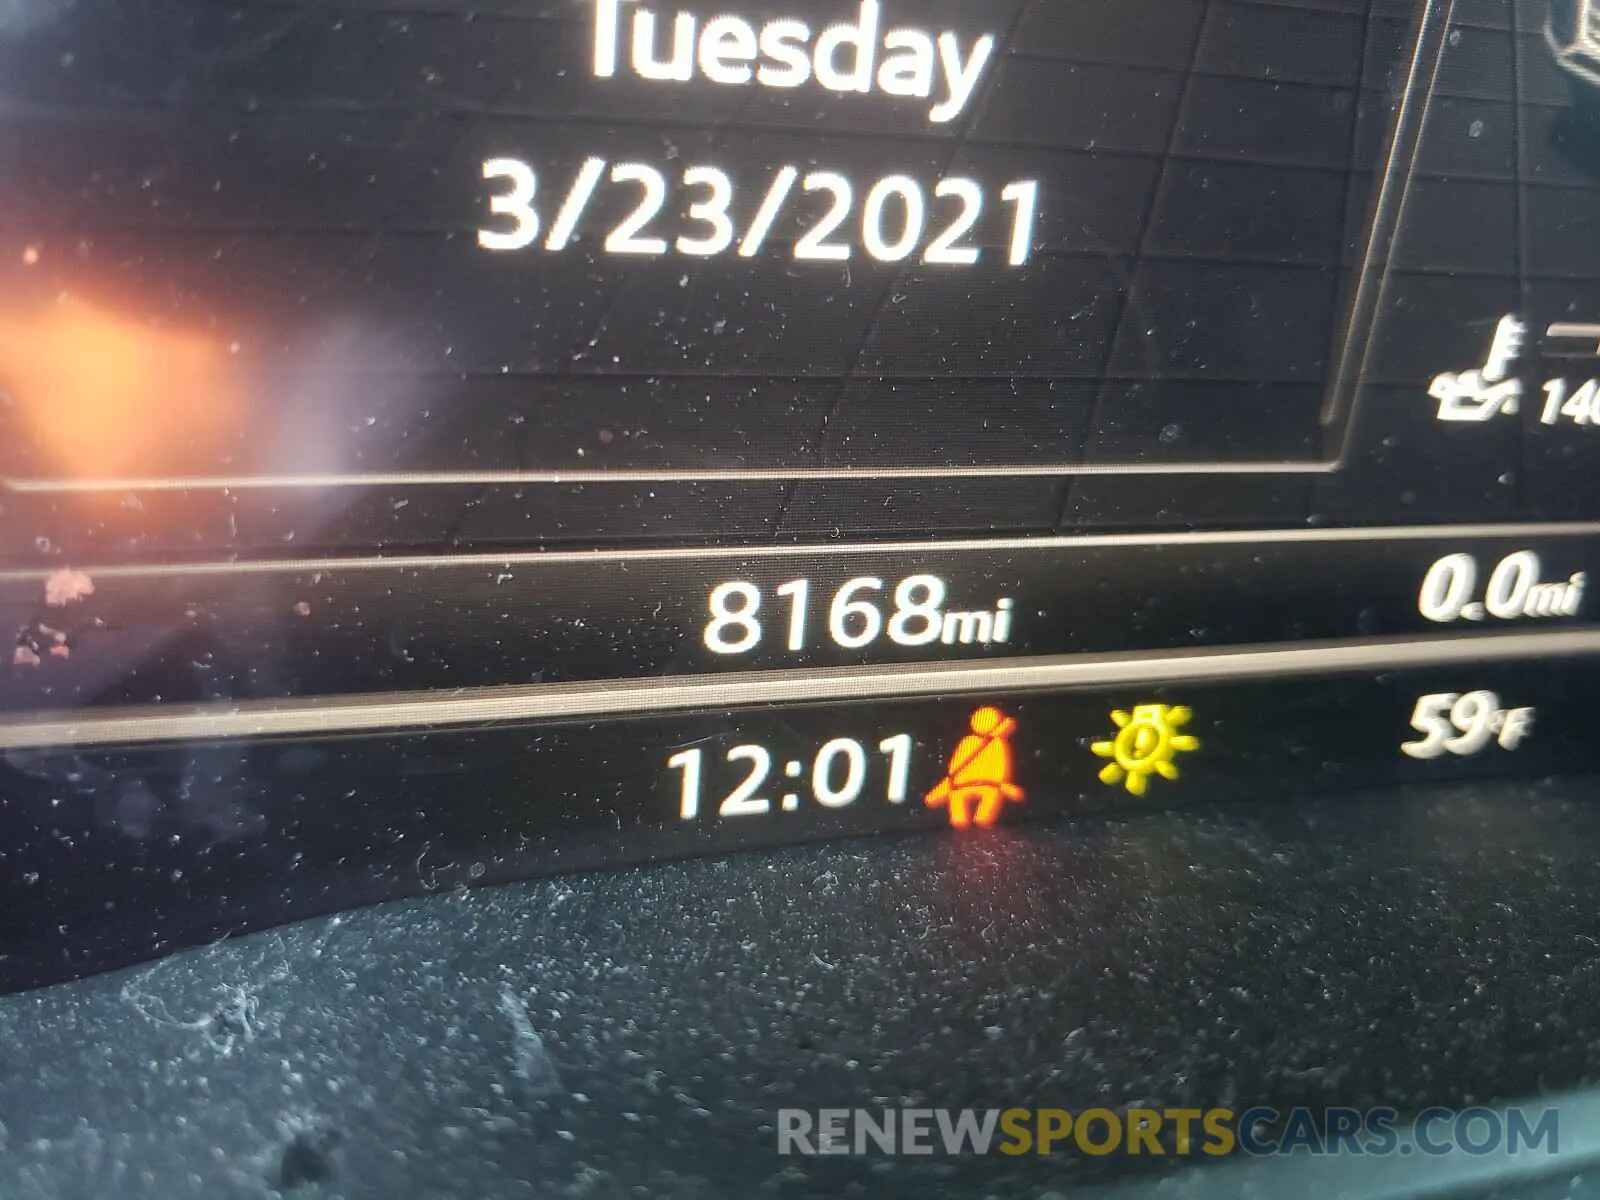 Tuesday
3/23/2021
8168mi
0.0mi
12:01
59°F
RENEWSPORTSCARS.COM